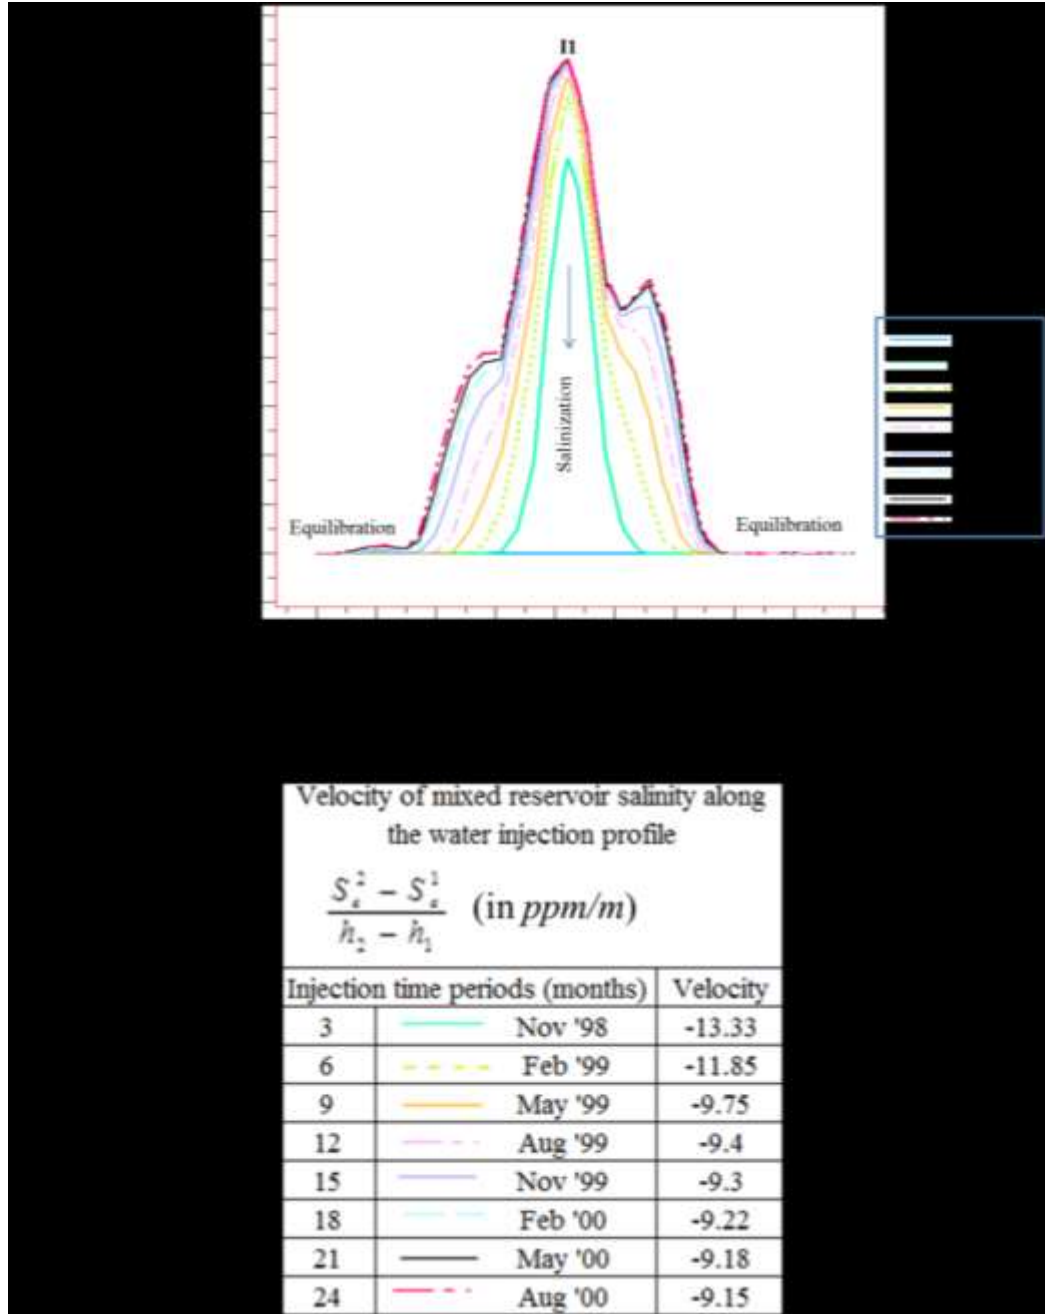 I1
Salinization
Equilibration
Equilibration
Velocity of mixed reservoir salinity along
the water injection profile
(in ppm/m)
Injection time periods (months) Velocity
3 Nov '98 -13.33
6 Feb '99 -11.85
9 May '99 -9.75
12 Aug '99 -9.4
15 Nov '99 -9.3
18 Feb '00 -9.22
21 May '00 -9.18
24 Aug '00 -9.15